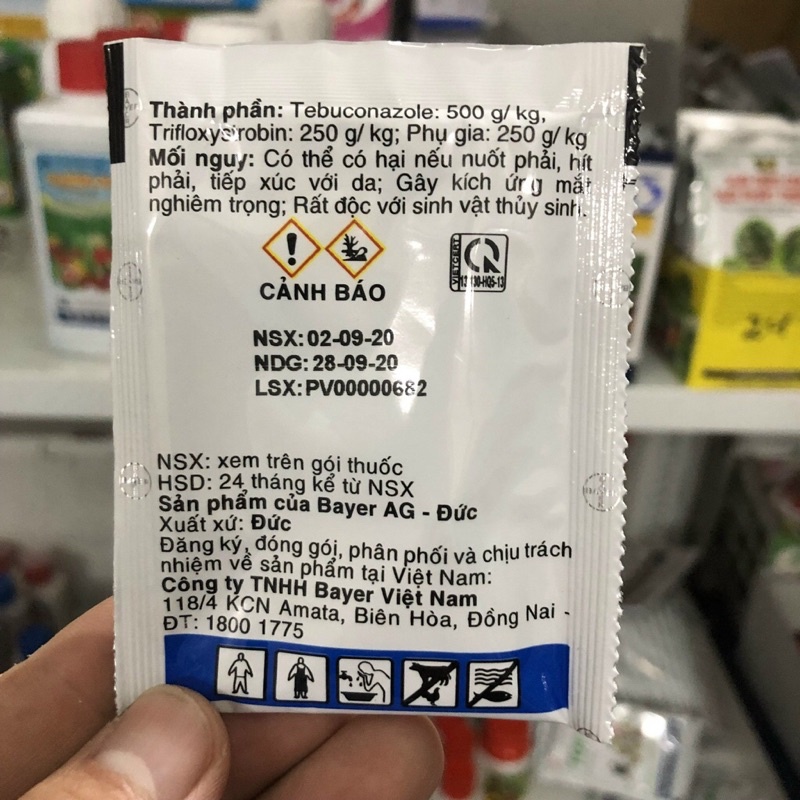 Thành phần: Tebuconazole: 500 g/ kg,
Trifloxystrobin: 250 g/ kg; Phụ gia: 250 g/ kg
Mối nguy: Có thể có hại nếu nuốt phải, hít
phải, tiếp xúc với da; Gây kích ứng mắt
nghiêm trọng; Rất độc với sinh vật thủy sinh.
CẢNH BÁO
VIETCERT
NSX: 02-09-20
NDG: 28-09-20
LSX: PV00000682
NSX: xem trên gói thuốc
HSD: 24 tháng kể từ NSX
Sản phẩm của Bayer AG - Đức
Xuất xứ: Đức
Đăng ký, đóng gói, phân phối và chịu trách
nhiệm về sản phẩm tại Việt Nam:
Công ty TNHH Bayer Việt Nam
118/4 KCN Amata, Biên Hòa, Đồng Nai -
ĐT: 1800 1775